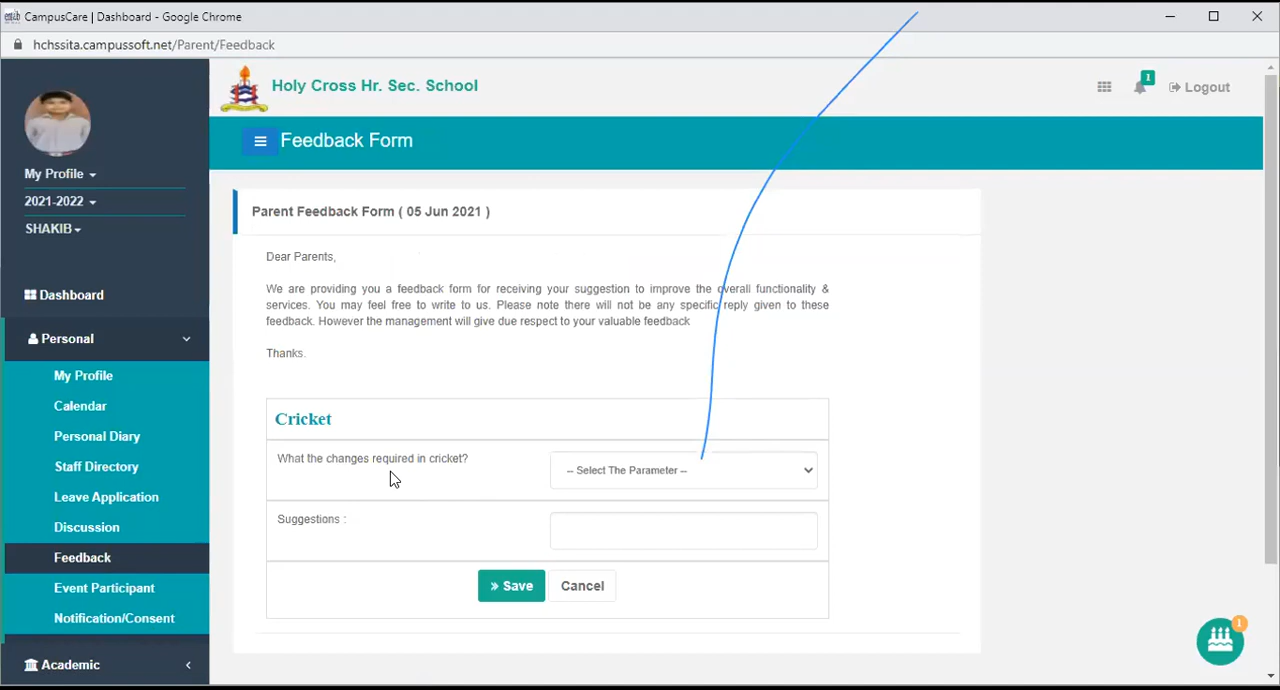 CampusCare | Dashboard - Google Chrome
hchssita.campussoft.net/Parent/Feedback
Holy Cross Hr. Sec. School
1
Logout
Feedback Form
My Profile
2021-2022
SHAKIB
Dashboard
Personal
My Profile
Calendar
Personal Diary
Staff Directory
Leave Application
Discussion
Feedback
Event Participant
Notification/Consent
Academic
Parent Feedback Form ( 05 Jun 2021 )
Dear Parents,
We are providing you a feedback form for receiving your suggestion to improve the overall functionality &
services. You may feel free to write to us. Please note there will not be any specific reply given to these
feedback. However the management will give due respect to your valuable feedback
Thanks.
Cricket
What the changes required in cricket?
-- Select The Parameter --
Suggestions :
» Save
Cancel
1